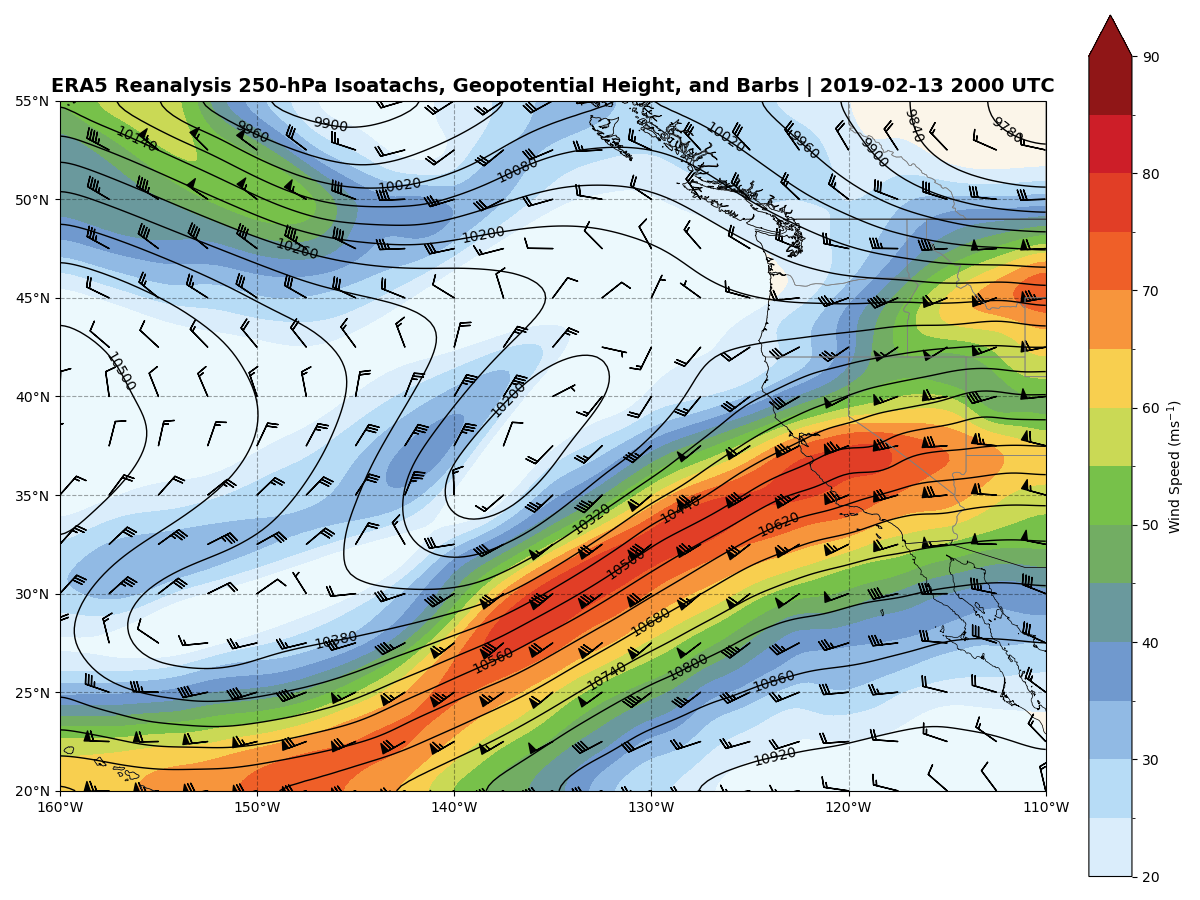 ERA5 Reanalysis 250-hPa Isoatachs, Geopotential Height, and Barbs | 2019-02-13 2000 UTC
55°N
50°N
45°N
40°N
35°N
30°N
25°N
20°N
160°W
150°W
140°W
130°W
120°W
110°W
10140
9960
9900
10020
10080
10020
9960
9900
9840
9780
10260
10200
10500
10200
10320
10440
10620
10500
10380
10560
10680
10740
10800
10860
10920
90
80
70
60
50
40
30
20
Wind Speed (ms⁻¹)